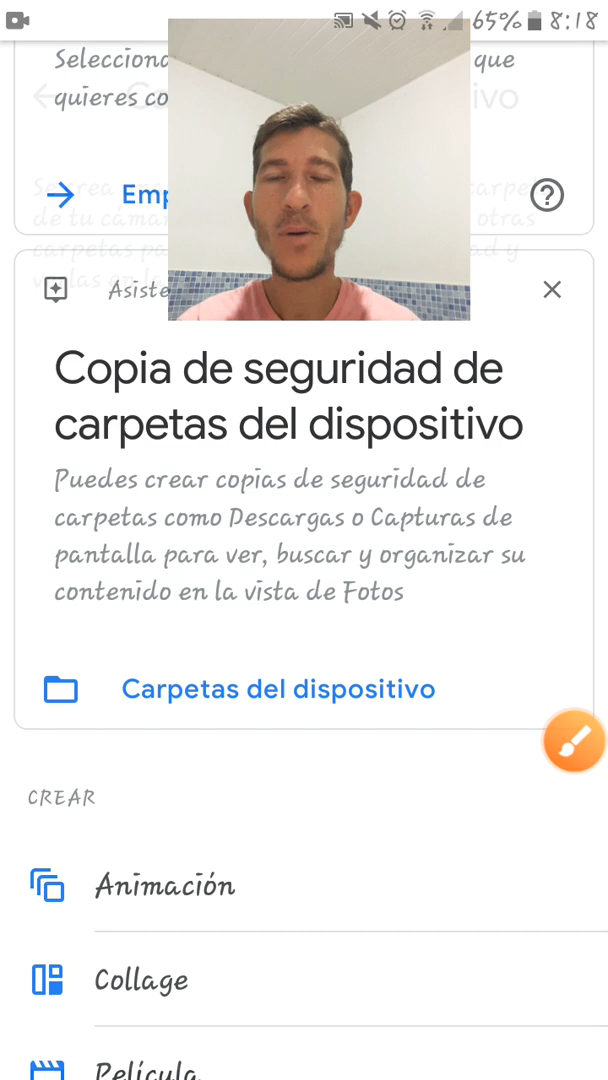 65% 8:18
Selecciona que
quieres co
Emp
Asiste
Copia de seguridad de
carpetas del dispositivo
Puedes crear copias de seguridad de
carpetas como Descargas o Capturas de
pantalla para ver, buscar y organizar su
contenido en la vista de Fotos
Carpetas del dispositivo
CREAR
Animación
Collage
Película